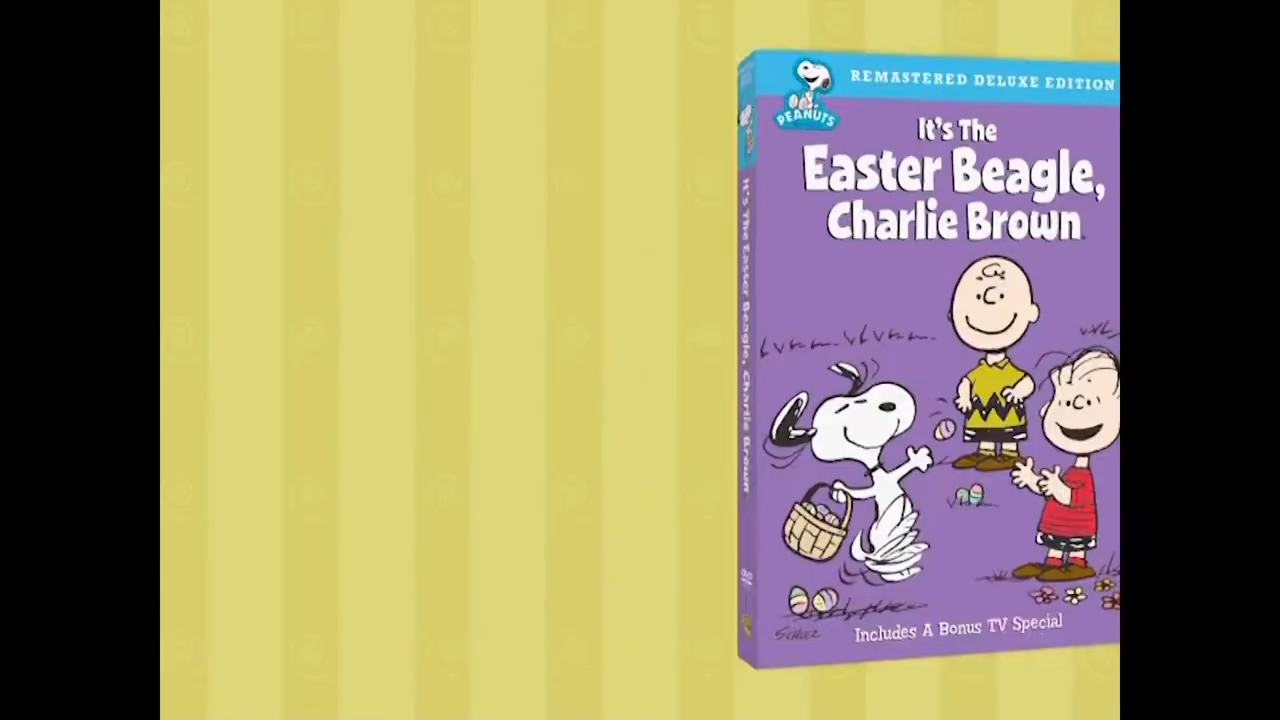 REMASTERED DELUXE EDITION
PEANUTS
It's The
Easter Beagle,
Charlie Brown
It's The Easter Beagle, Charlie Brown
SCHULZ
Includes A Bonus TV Special